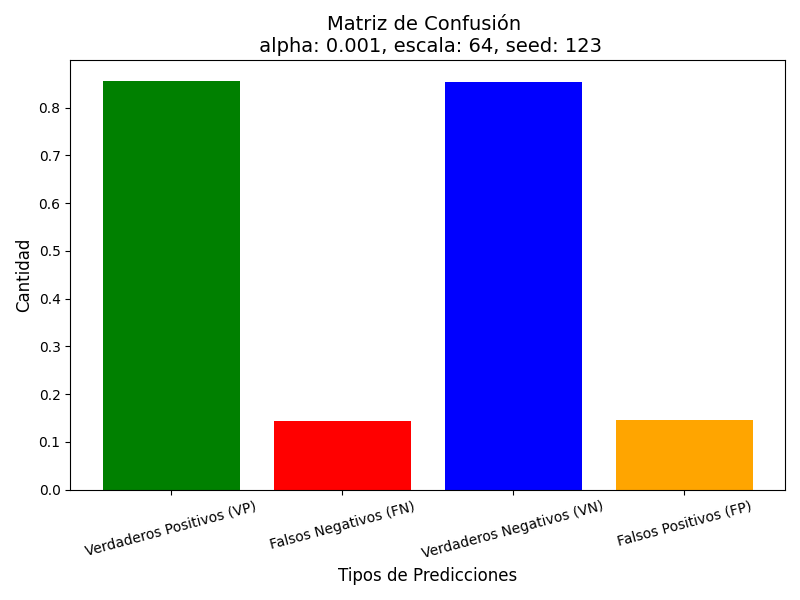 Matriz de Confusión
alpha: 0.001, escala: 64, seed: 123
Cantidad
0.8
0.7
0.6
0.5
0.4
0.3
0.2
0.1
0.0
Verdaderos Positivos (VP)
Falsos Negativos (FN)
Verdaderos Negativos (VN)
Falsos Positivos (FP)
Tipos de Predicciones